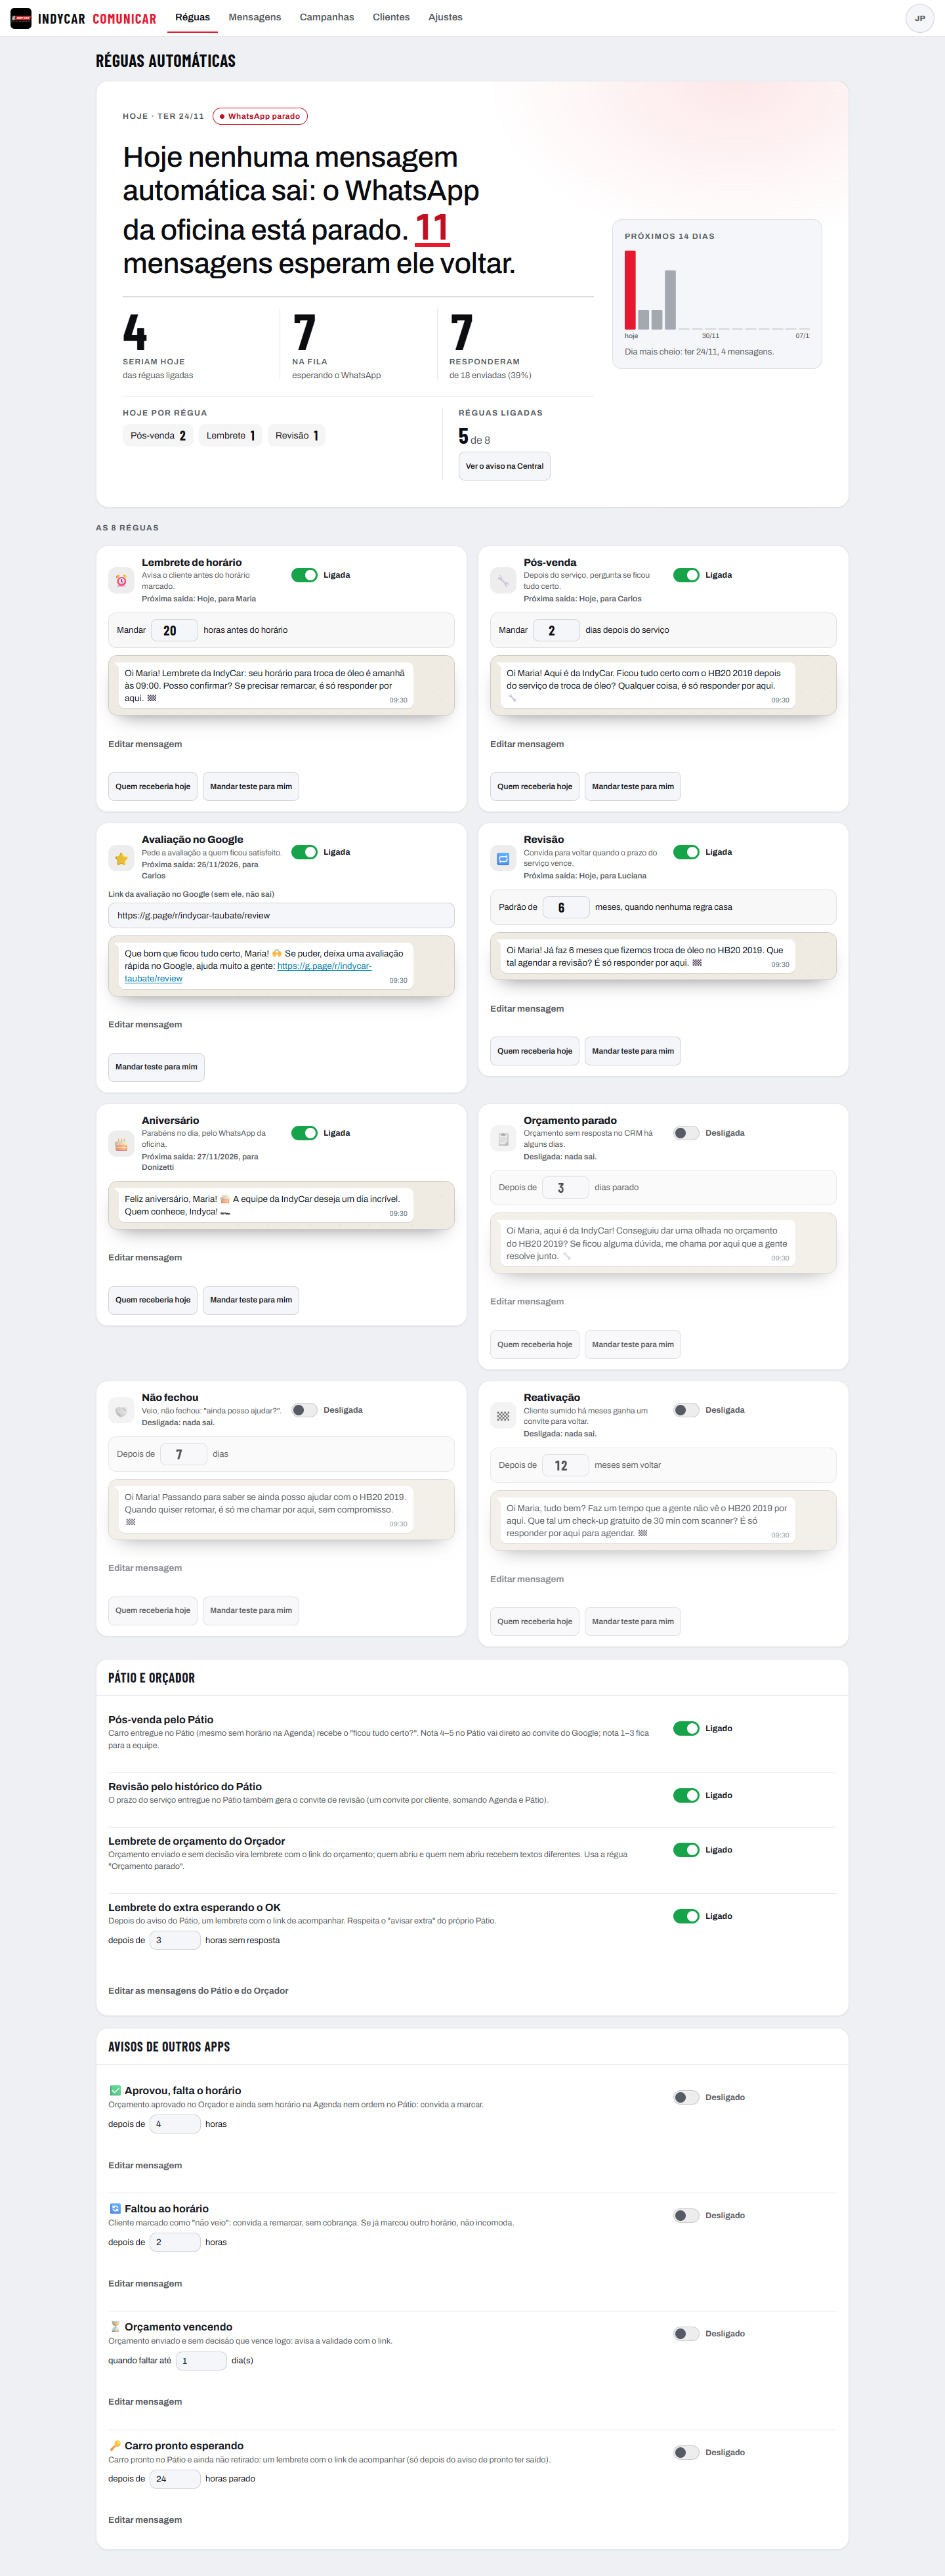 INDYCAR COMUNICAR
Réguas
Mensagens
Campanhas
Clientes
Ajustes
JP
RÉGUAS AUTOMÁTICAS
HOJE · TER 24/11
WhatsApp parado
Hoje nenhuma mensagem
automática sai: o WhatsApp
da oficina está parado. 11
mensagens esperam ele voltar.
4
SERIAM HOJE
das réguas ligadas
7
NA FILA
esperando o WhatsApp
7
RESPONDERAM
de 18 enviadas (39%)
HOJE POR RÉGUA
Pós-venda 2
Lembrete 1
Revisão 1
RÉGUAS LIGADAS
5 de 8
Ver o aviso na Central
PRÓXIMOS 14 DIAS
hoje
30/11
07/1
Dia mais cheio: ter 24/11, 4 mensagens.
AS 8 RÉGUAS
Lembrete de horário
Avisa o cliente antes do horário
marcado.
Próxima saída: Hoje, para Maria
Ligada
Mandar 20 horas antes do horário
Oi Maria! Lembrete da IndyCar: seu horário para troca de óleo é amanhã
às 09:00. Posso confirmar? Se precisar remarcar, é só responder por
aqui. 🏁
09:30
Editar mensagem
Quem receberia hoje
Mandar teste para mim
Pós-venda
Depois do serviço, pergunta se ficou
tudo certo.
Próxima saída: Hoje, para Carlos
Ligada
Mandar 2 dias depois do serviço
Oi Maria! Aqui é da IndyCar. Ficou tudo certo com o HB20 2019 depois
do serviço de troca de óleo? Qualquer coisa, é só responder por aqui.
🔧
09:30
Editar mensagem
Quem receberia hoje
Mandar teste para mim
Avaliação no Google
Pede a avaliação a quem ficou satisfeito.
Próxima saída: 25/11/2026, para
Carlos
Ligada
Link da avaliação no Google (sem ele, não sai)
https://g.page/r/indycar-taubate/review
Que bom que ficou tudo certo, Maria! 🙌 Se puder, deixa uma avaliação
rápida no Google, ajuda muito a gente: https://g.page/r/indycar-
taubate/review
09:30
Editar mensagem
Mandar teste para mim
Revisão
Convida para voltar quando o prazo do
serviço vence.
Próxima saída: Hoje, para Luciana
Ligada
Padrão de 6 meses, quando nenhuma regra casa
Oi Maria! Já faz 6 meses que fizemos troca de óleo no HB20 2019. Que
tal agendar a revisão? É só responder por aqui. 🏁
09:30
Editar mensagem
Quem receberia hoje
Mandar teste para mim
Aniversário
Parabéns no dia, pelo WhatsApp da
oficina.
Próxima saída: 27/11/2026, para
Donizetti
Ligada
Feliz aniversário, Maria! 🎂 A equipe da IndyCar deseja um dia incrível.
Quem conhece, Indyca! 🏎️
09:30
Editar mensagem
Quem receberia hoje
Mandar teste para mim
Orçamento parado
Orçamento sem resposta no CRM há
alguns dias.
Desligada: nada sai.
Desligada
Depois de 3 dias parado
Oi Maria, aqui é da IndyCar! Conseguiu dar uma olhada no orçamento
do HB20 2019? Se ficou alguma dúvida, me chama por aqui que a gente
resolve junto. 🔧
09:30
Editar mensagem
Quem receberia hoje
Mandar teste para mim
Não fechou
Veio, não fechou: "ainda posso ajudar?".
Desligada: nada sai.
Desligada
Depois de 7 dias
Oi Maria! Passando para saber se ainda posso ajudar com o HB20 2019.
Quando quiser retomar, é só me chamar por aqui, sem compromisso.
🏁
09:30
Editar mensagem
Quem receberia hoje
Mandar teste para mim
Reativação
Cliente sumido há meses ganha um
convite para voltar.
Desligada: nada sai.
Desligada
Depois de 12 meses sem voltar
Oi Maria, tudo bem? Faz um tempo que a gente não vê o HB20 2019 por
aqui. Que tal um check-up gratuito de 30 min com scanner? É só
responder por aqui para agendar. 🏁
09:30
Editar mensagem
Quem receberia hoje
Mandar teste para mim
PÁTIO E ORÇADOR
Pós-venda pelo Pátio
Carro entregue no Pátio (mesmo sem horário na Agenda) recebe o "ficou tudo certo?". Nota 4–5 no Pátio vai direto ao convite do Google; nota 1–3 fica
para a equipe.
Ligado
Revisão pelo histórico do Pátio
O prazo do serviço entregue no Pátio também gera o convite de revisão (um convite por cliente, somando Agenda e Pátio).
Ligado
Lembrete de orçamento do Orçador
Orçamento enviado e sem decisão vira lembrete com o link do orçamento; quem abriu e quem nem abriu recebem textos diferentes. Usa a régua
"Orçamento parado".
Ligado
Lembrete do extra esperando o OK
Depois do aviso do Pátio, um lembrete com o link de acompanhar. Respeita o "avisar extra" do próprio Pátio.
Ligado
depois de 3 horas sem resposta
Editar as mensagens do Pátio e do Orçador
AVISOS DE OUTROS APPS
✅ Aprovou, falta o horário
Orçamento aprovado no Orçador e ainda sem horário na Agenda nem ordem no Pátio: convida a marcar.
Desligado
depois de 4 horas
Editar mensagem
🔄 Faltou ao horário
Cliente marcado como "não veio": convida a remarcar, sem cobrança. Se já marcou outro horário, não incomoda.
Desligado
depois de 2 horas
Editar mensagem
⏳ Orçamento vencendo
Orçamento enviado e sem decisão que vence logo: avisa a validade com o link.
Desligado
quando faltar até 1 dia(s)
Editar mensagem
🔑 Carro pronto esperando
Carro pronto no Pátio e ainda não retirado: um lembrete com o link de acompanhar (só depois do aviso de pronto ter saído).
Desligado
depois de 24 horas parado
Editar mensagem